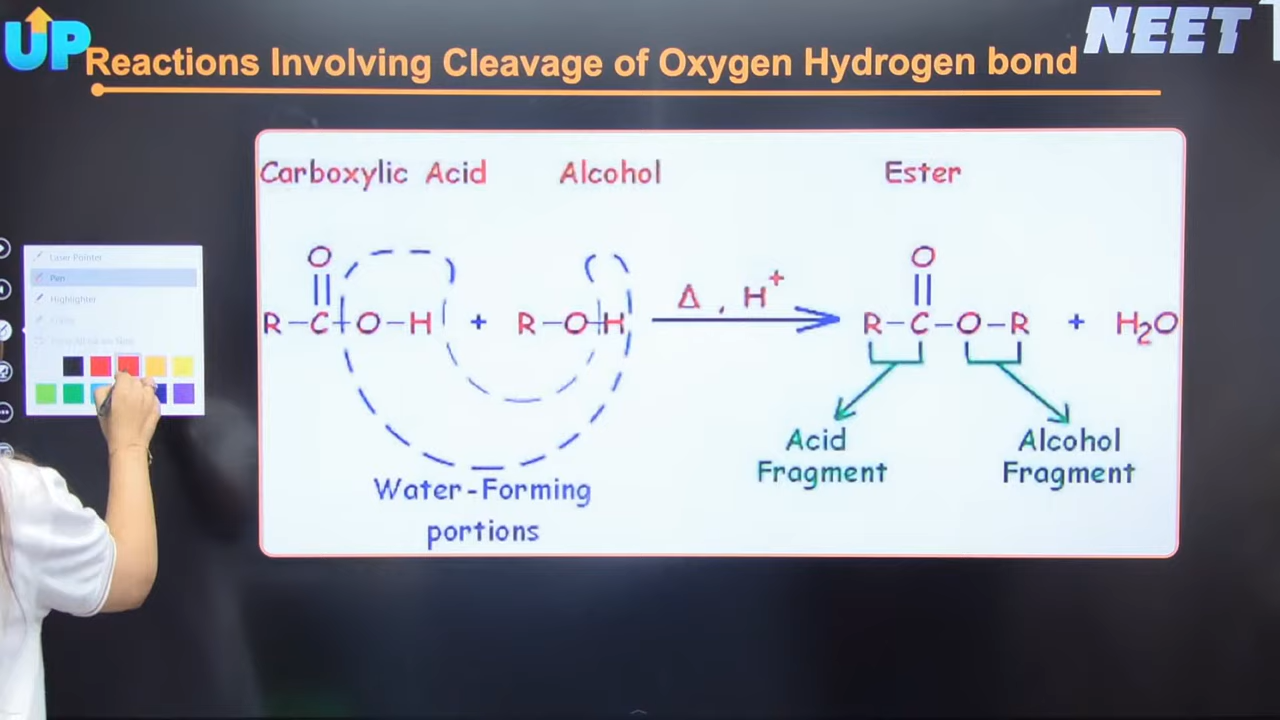 UP
NEET
Reactions Involving Cleavage of Oxygen Hydrogen bond
Carboxylic Acid Alcohol Ester
O O
R-C-O-H + R-O-H Δ, H+ R-C-O-R + H2O
Acid Fragment
Alcohol Fragment
Water-Forming
portions
Laser Pointer
Pen
Highlighter